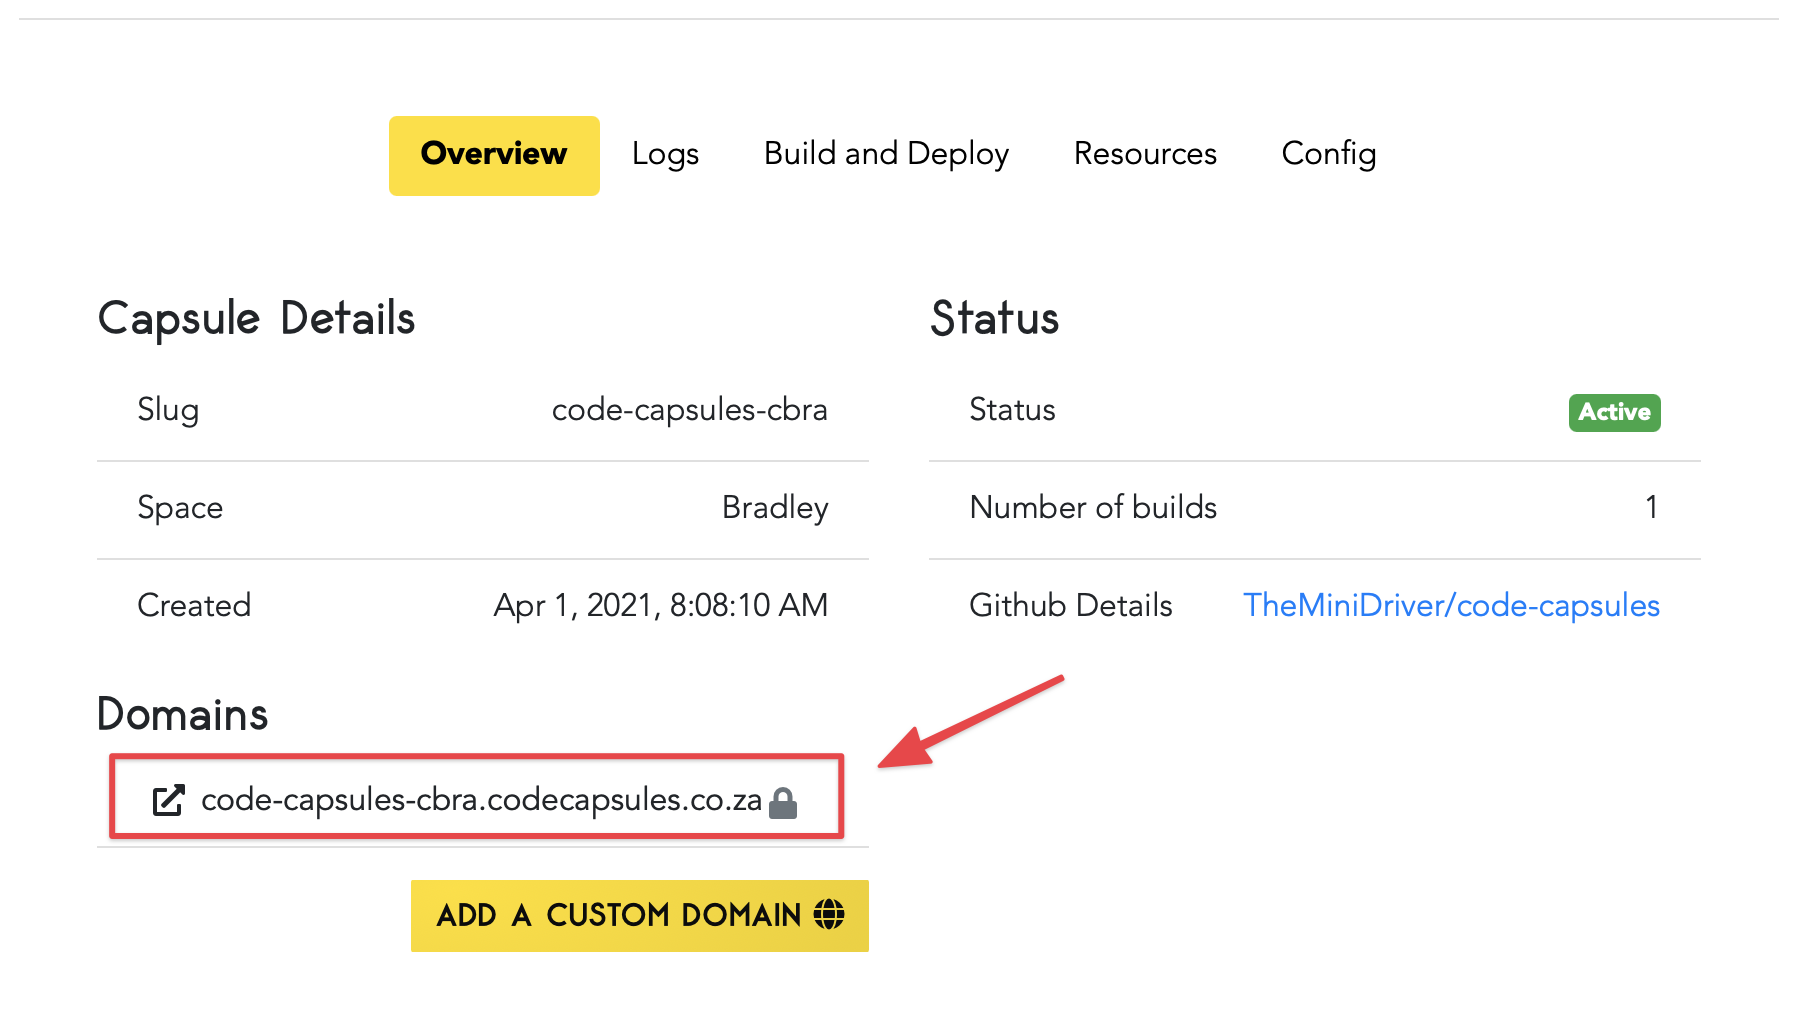 Overview Logs Build and Deploy Resources Config
Capsule Details
Slug code-capsules-cbra
Space Bradley
Created Apr 1, 2021, 8:08:10 AM
Status
Status Active
Number of builds 1
Github Details TheMiniDriver/code-capsules
Domains
code-capsules-cbra.codecapsules.co.za
ADD A CUSTOM DOMAIN